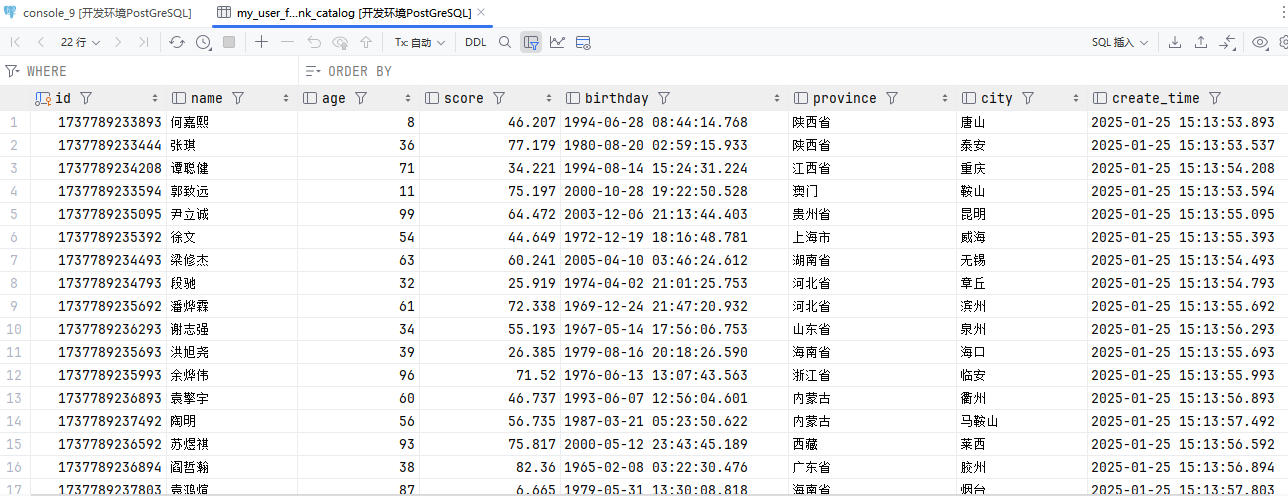 console_9 [开发环境PostGreSQL] my_user_f...nk_catalog [开发环境PostGreSQL]
22 行 Tx: 自动 DDL SQL 插入
WHERE ORDER BY
id name age score birthday province city create_time
1 1737789233893 何嘉熙 8 46.207 1994-06-28 08:44:14.768 陕西省 唐山 2025-01-25 15:13:53.893
2 1737789233444 张琪 36 77.179 1980-08-20 02:59:15.933 陕西省 泰安 2025-01-25 15:13:53.537
3 1737789234208 谭聪健 71 34.221 1994-08-14 15:24:31.224 江西省 重庆 2025-01-25 15:13:54.208
4 1737789233594 郭致远 11 75.197 2000-10-28 19:22:50.528 澳门 鞍山 2025-01-25 15:13:53.594
5 1737789235095 尹立诚 99 64.472 2003-12-06 21:13:44.403 贵州省 昆明 2025-01-25 15:13:55.095
6 1737789235392 徐文 54 44.649 1972-12-19 18:16:48.781 上海市 威海 2025-01-25 15:13:55.393
7 1737789234493 梁修杰 63 60.241 2005-04-10 03:46:24.612 湖南省 无锡 2025-01-25 15:13:54.493
8 1737789234793 段驰 32 25.919 1974-04-02 21:01:25.753 河北省 章丘 2025-01-25 15:13:54.793
9 1737789235692 潘烨霖 61 72.338 1969-12-24 21:47:20.932 河北省 滨州 2025-01-25 15:13:55.692
10 1737789236293 谢志强 34 55.193 1967-05-14 17:56:06.753 山东省 泉州 2025-01-25 15:13:56.293
11 1737789235693 洪旭尧 39 26.385 1979-08-16 20:18:26.590 海南省 海口 2025-01-25 15:13:55.693
12 1737789235993 余烨伟 96 71.52 1976-06-13 13:07:43.563 浙江省 临安 2025-01-25 15:13:55.993
13 1737789236893 袁擎宇 60 46.737 1993-06-07 12:56:04.601 内蒙古 衢州 2025-01-25 15:13:56.893
14 1737789237492 陶明 56 56.735 1987-03-21 05:23:50.622 内蒙古 马鞍山 2025-01-25 15:13:57.492
15 1737789236592 苏煜祺 93 75.817 2000-05-12 23:43:45.189 西藏 莱西 2025-01-25 15:13:56.592
16 1737789236894 阎哲瀚 38 82.36 1965-02-08 03:22:30.476 广东省 胶州 2025-01-25 15:13:56.894
17 1737789237803 袁鸿煊 87 6.665 1979-05-31 13:30:08.818 海南省 烟台 2025-01-25 15:13:57.803